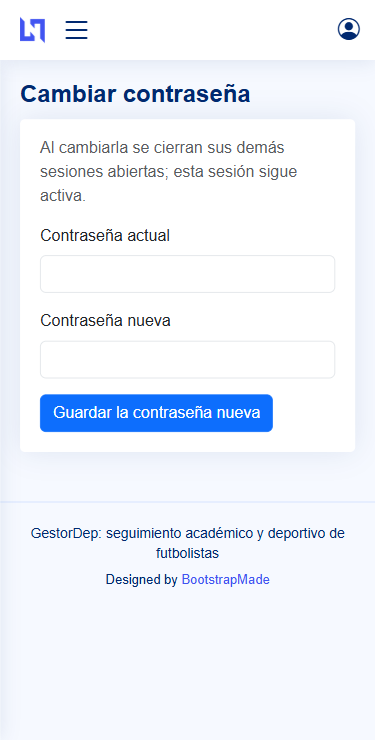 Cambiar contraseña
Al cambiarla se cierran sus demás
sesiones abiertas; esta sesión sigue
activa.
Contraseña actual
Contraseña nueva
Guardar la contraseña nueva
GestorDep: seguimiento académico y deportivo de
futbolistas
Designed by BootstrapMade